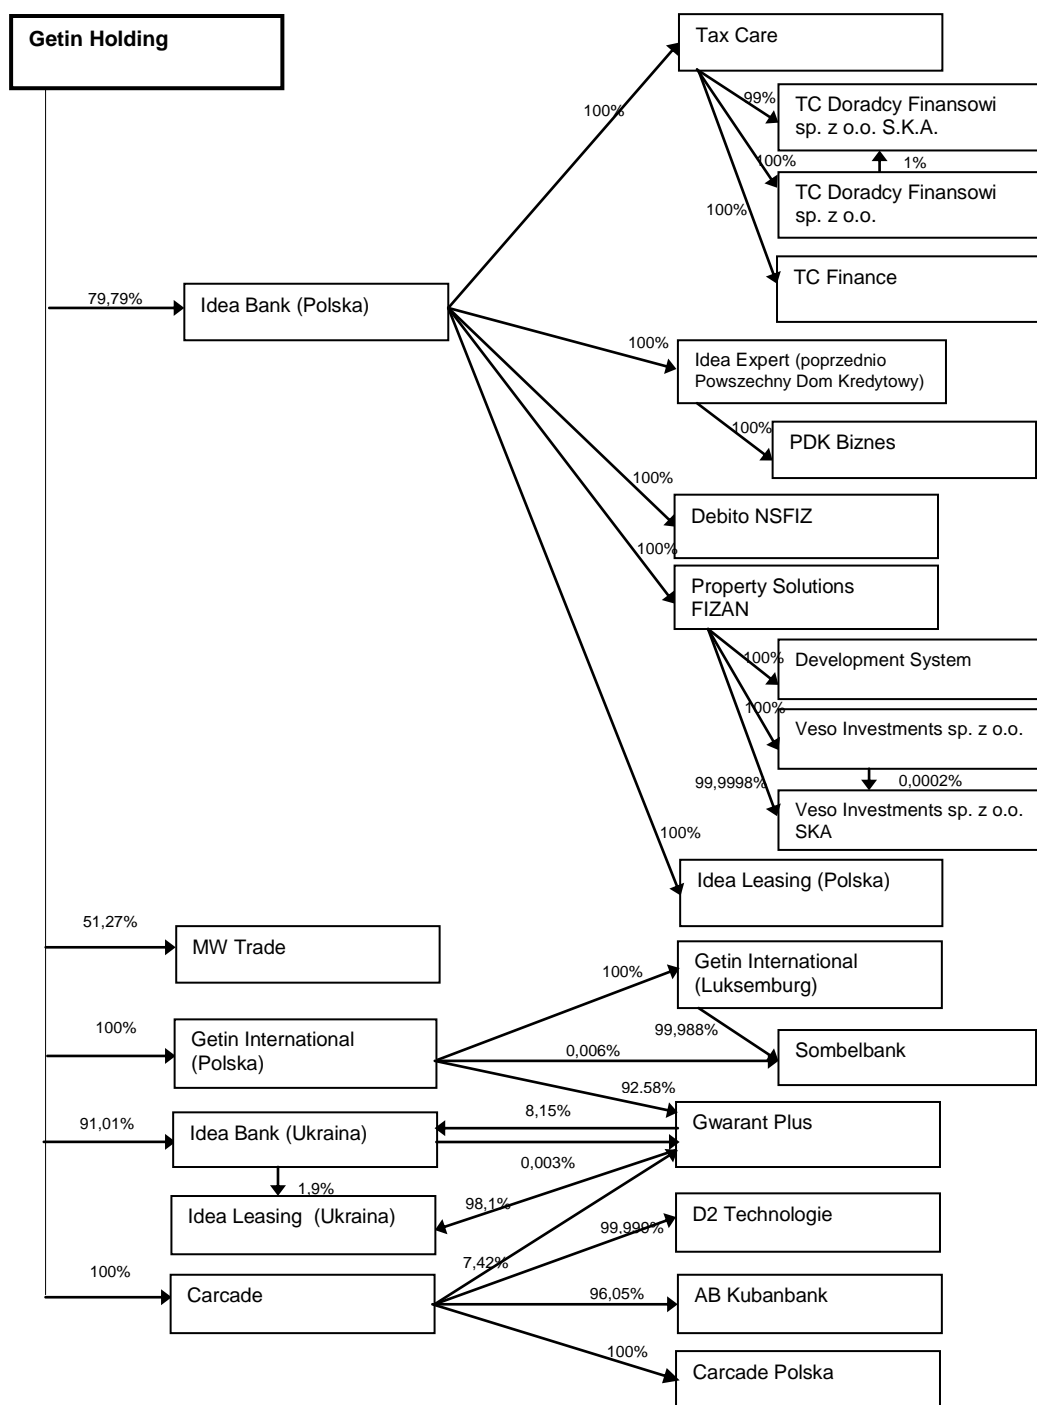 Getin Holding
Tax Care
100%
99%
TC Doradcy Finansowi
sp. z o.o. S.K.A.
100%
1%
TC Doradcy Finansowi
sp. z o.o.
100%
TC Finance
79,79%
Idea Bank (Polska)
100%
Idea Expert (poprzednio
Powszechny Dom Kredytowy)
100%
PDK Biznes
100%
Debito NSFIZ
100%
Property Solutions
FIZAN
100%
Development System
100%
Veso Investments sp. z o.o.
99,9998%
0,0002%
Veso Investments sp. z o.o.
SKA
100%
Idea Leasing (Polska)
51,27%
MW Trade
100%
Getin International
(Luksemburg)
100%
Getin International
(Polska)
99,988%
0,006%
Sombelbank
92.58%
91,01%
Idea Bank (Ukraina)
8,15%
Gwarant Plus
0,003%
1,9%
98,1%
Idea Leasing (Ukraina)
99,999%
D2 Technologie
7,42%
100%
Carcade
96,05%
AB Kubanbank
100%
Carcade Polska